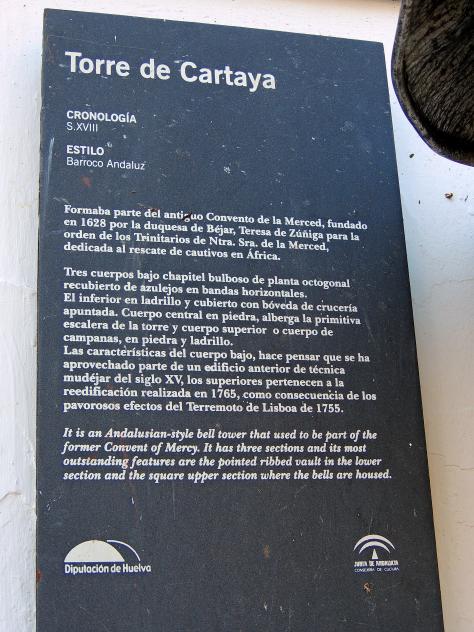 Torre de Cartaya
CRONOLOGÍA
S.XVIII
ESTILO
Barroco Andaluz
Formaba parte del antiguo Convento de la Merced, fundado
en 1628 por la duquesa de Béjar, Teresa de Zúñiga para la
orden de los Trinitarios de Ntra. Sra. de la Merced,
dedicada al rescate de cautivos en África.
Tres cuerpos bajo chapitel bulboso de planta octogonal
recubierto de azulejos en bandas horizontales.
El inferior en ladrillo y cubierto con bóveda de crucería
apuntada. Cuerpo central en piedra, alberga la primitiva
escalera de la torre y cuerpo superior o cuerpo de
campanas, en piedra y ladrillo.
Las características del cuerpo bajo, hace pensar que se ha
aprovechado parte de un edificio anterior de técnica
mudéjar del siglo XV, los superiores pertenecen a la
reedificación realizada en 1765, como consecuencia de los
pavorosos efectos del Terremoto de Lisboa de 1755.
It is an Andalusian-style bell tower that used to be part of the
former Convent of Mercy. It has three sections and its most
outstanding features are the pointed ribbed vault in the lower
section and the square upper section where the bells are housed.
Diputación de Huelva
JUNTA DE ANDALUCIA
CONSEJERÍA DE CULTURA